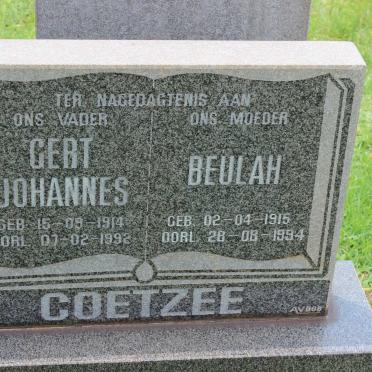 TER NAGEDAGTENIS AAN
ONS VADER
GERT
JOHANNES
GEB 15-09-1914
OORL 07-02-1992
ONS MOEDER
BEULAH
GEB. 02-04-1915
OORL 28-08-1994
COETZEE